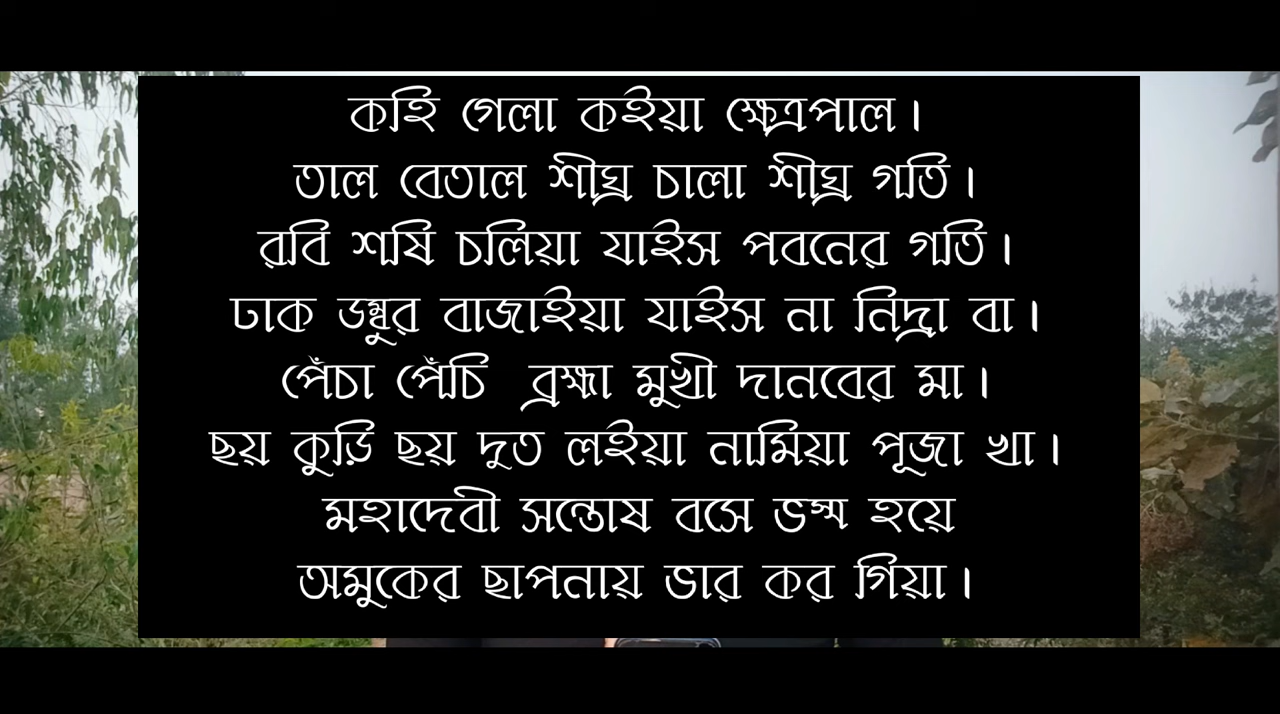 কহি গেলা কইয়া ক্ষেত্রপাল।
তাল বেতাল শীঘ্র চালা শীঘ্র গতি।
রবি শষি চলিয়া যাইস পবনের গতি।
ঢাক ডম্বুর বাজাইয়া যাইস না নিদ্রা বা।
পেঁচা পেঁচি ব্রহ্মা মুখী দানবের মা।
ছয় কুড়ি ছয় দুত লইয়া নামিয়া পূজা খা।
মহাদেবী সন্তোষ বসে ভস্ম হয়ে
অমুকের ছাপনায় ভার কর গিয়া।